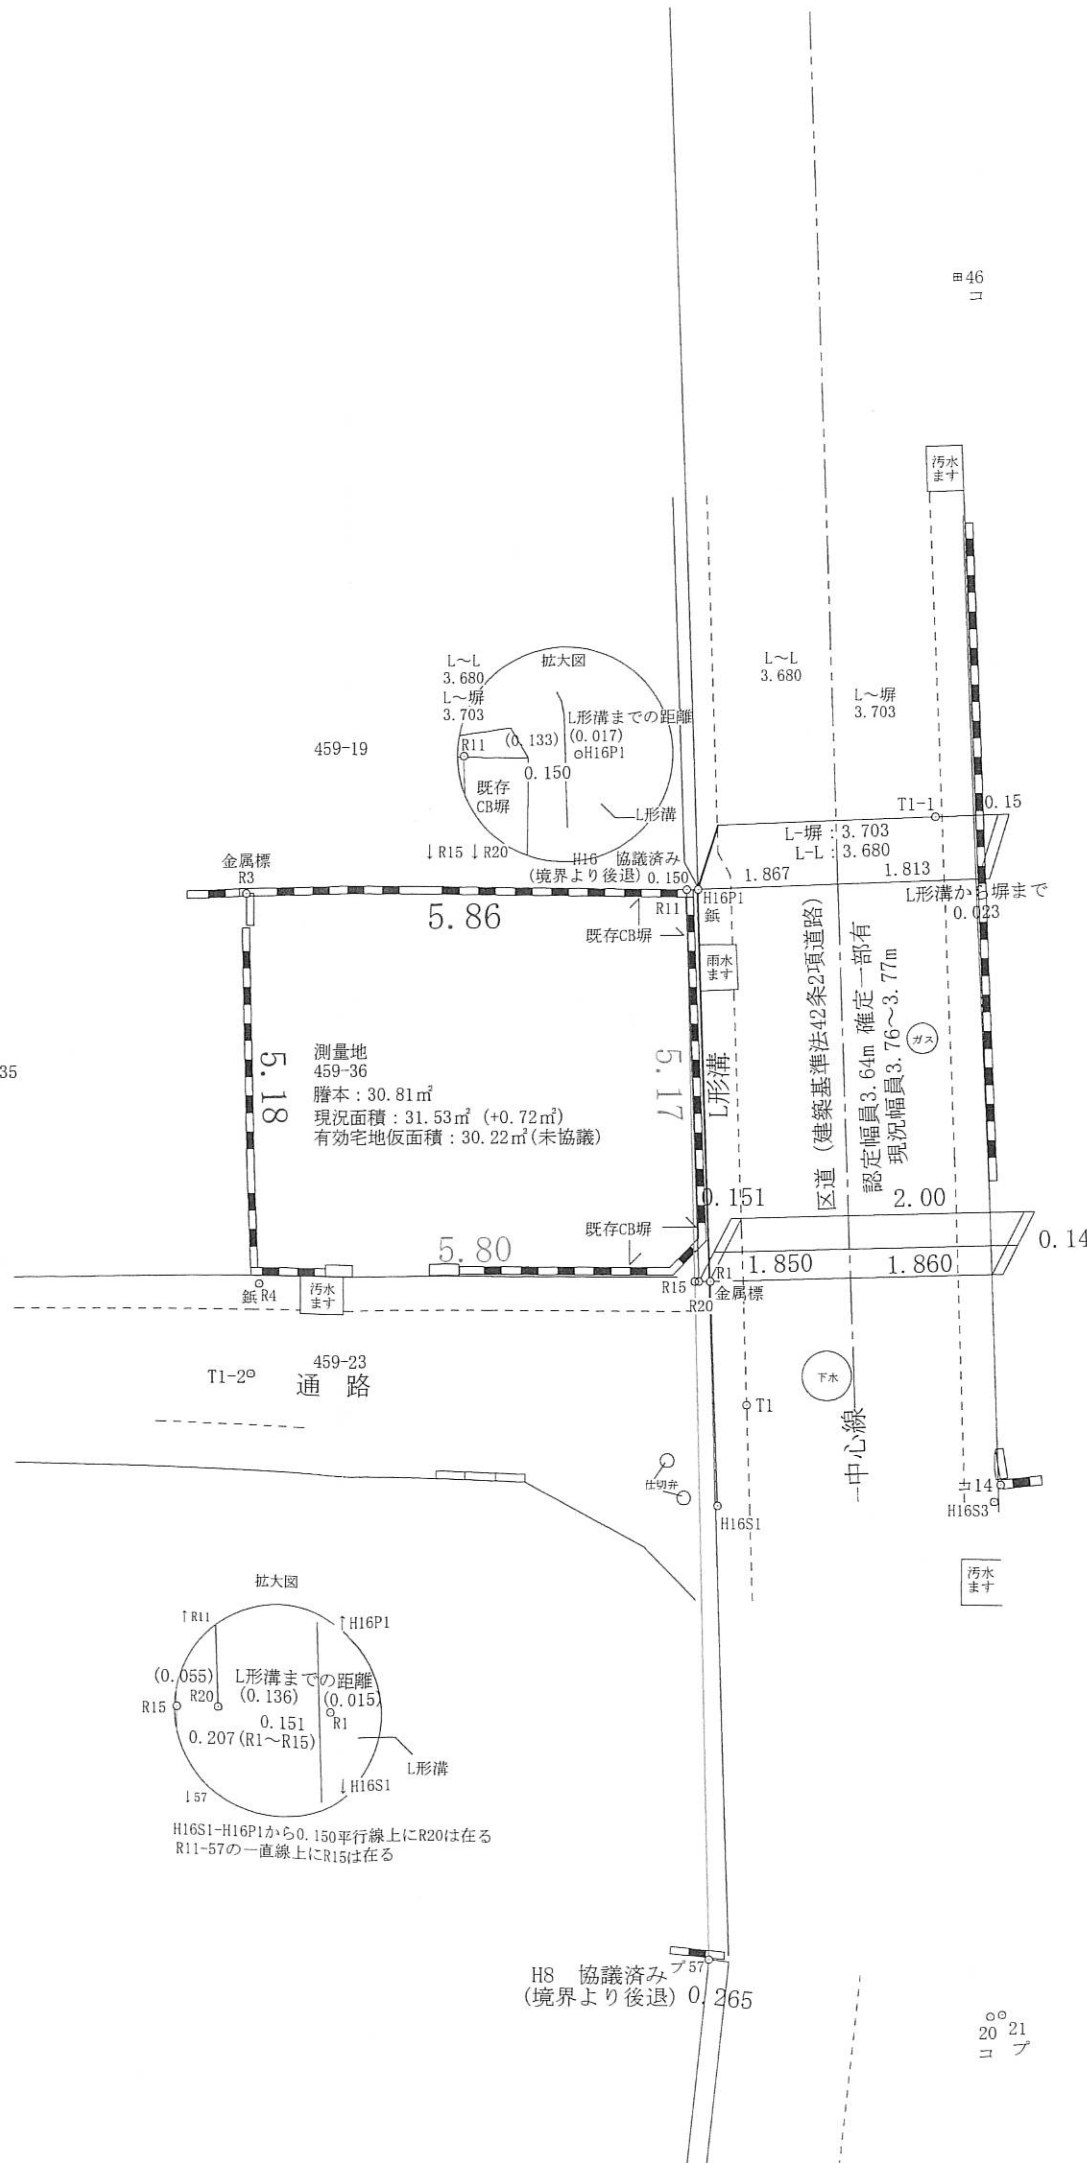 46
コ
汚水
ます
L～L
3.680
L～塀
3.703
拡大図
L形溝までの距離
(0.133)
(0.017)
R11
H16P1
0.150
既存
CB塀
L形溝
↓R15 ↓R20
459-19
L～L
3.680
L～塀
3.703
T1-1
0.15
L-塀：3.703
L-L：3.680
1.867
1.813
L形溝から塀まで
0.023
H16 協議済み
(境界より後退) 0.150
金属標
R3
5.86
R11
H16P1
鋲
既存CB塀
雨水
ます
35
5.18
測量地
459-36
謄本：30.81㎡
現況面積：31.53㎡ (+0.72㎡)
有効宅地仮面積：30.22㎡(未協議)
5.17
L形溝
区道 (建築基準法42条2項道路)
認定幅員3.64m 確定一部有
現況幅員3.76～3.77m
ガス
0.151
2.00
既存CB塀
5.80
1.850
1.860
0.14
鋲 R4
汚水
ます
R15
R20
R1
金属標
T1-2
459-23
通 路
下水
T1
中心線
仕切弁
H16S1
コ14
H16S3
汚水
ます
拡大図
↑R11
↑H16P1
(0.055)
L形溝までの距離
(0.136)
(0.015)
R15
R20
R1
0.151
0.207(R1～R15)
L形溝
↓57
↓H16S1
H16S1-H16P1から0.150平行線上にR20は在る
R11-57の一直線上にR15は在る
H8 協議済み
プ57
(境界より後退) 0.265
20 21
コ プ